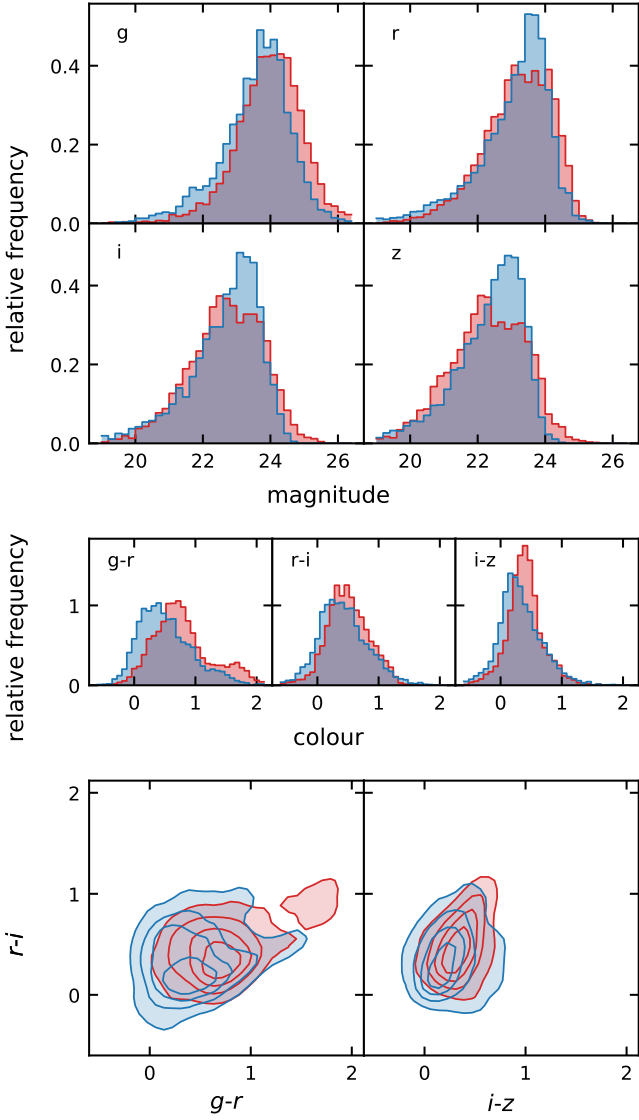 g r
0.4
0.2
0.0
relative frequency
i z
0.4
0.2
0.0
20 22 24 26 20 22 24 26
magnitude
relative frequency
g-r r-i i-z
1
0
0 1 2 0 1 2 0 1 2
colour
r-i
2
1
0
0 1 2 0 1 2
g-r i-z